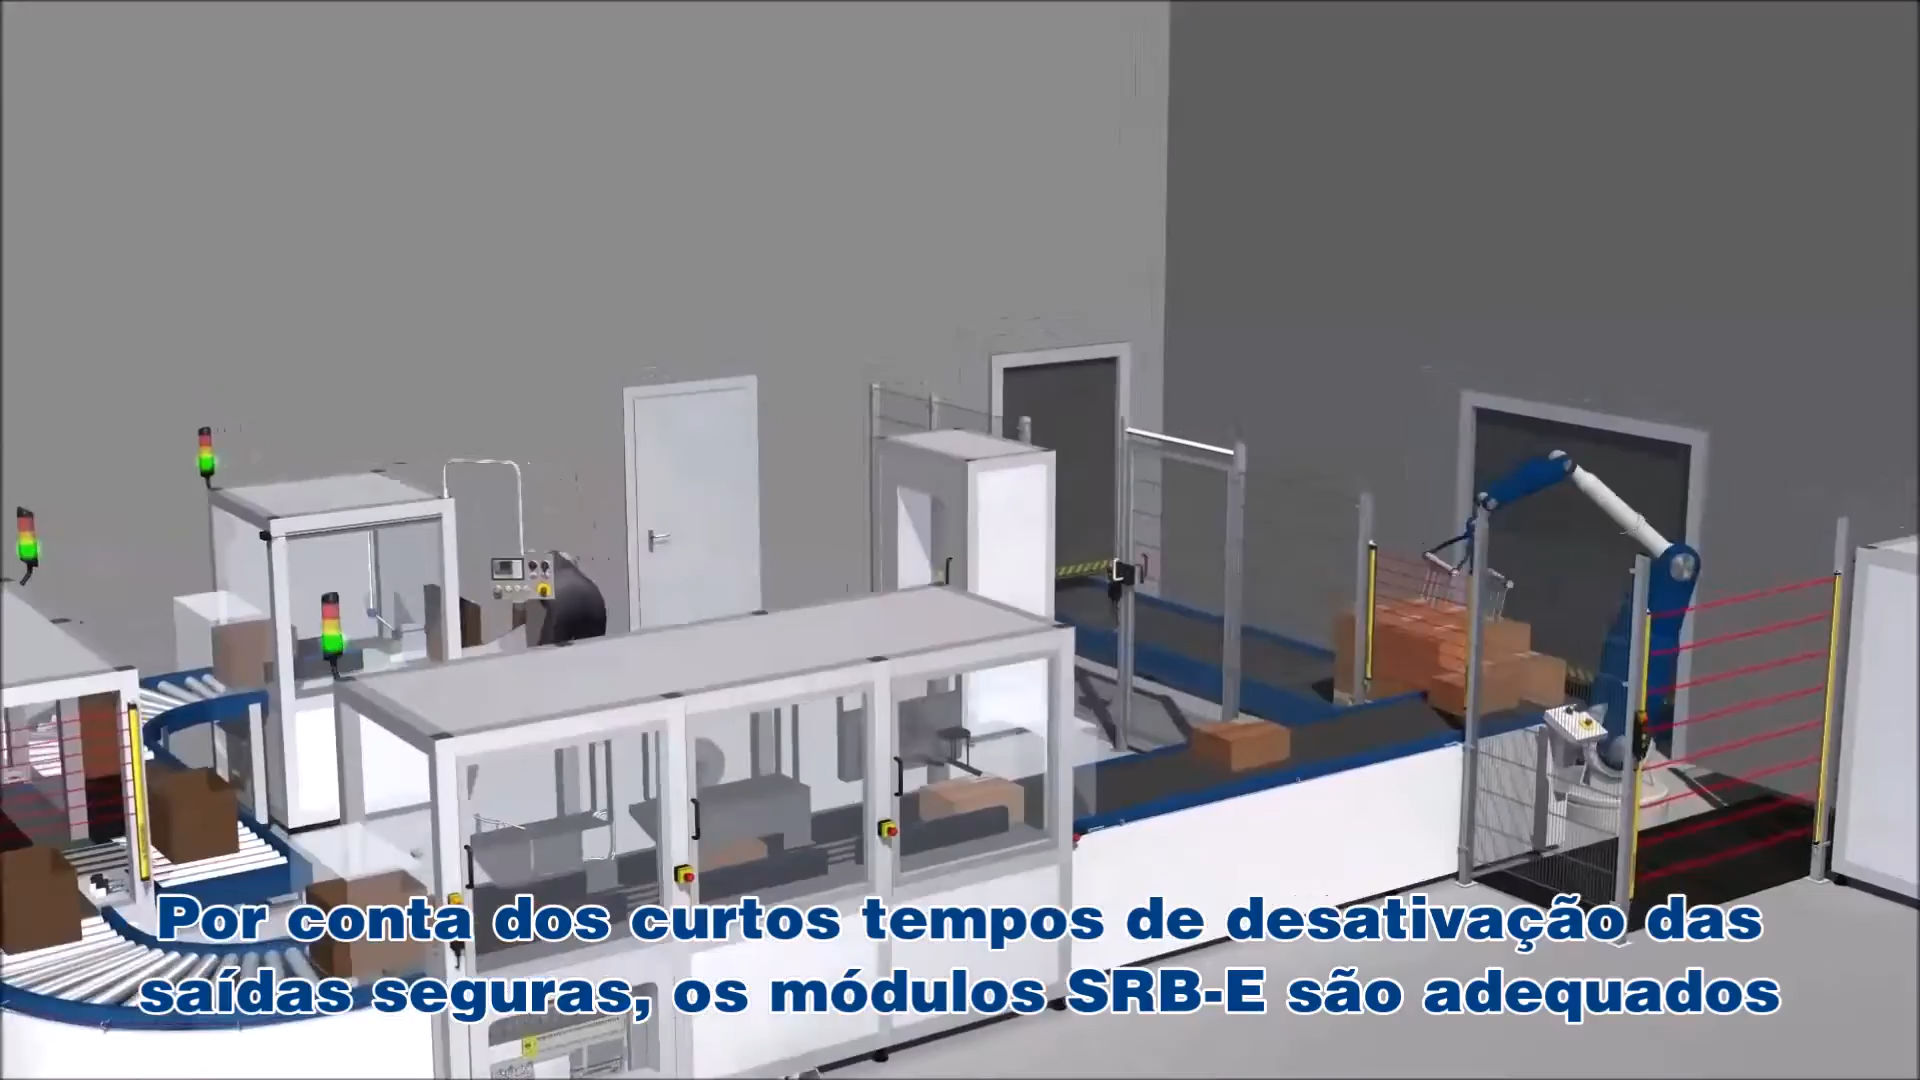 Por conta dos curtos tempos de desativação das
saídas seguras, os módulos SRB-E são adequados